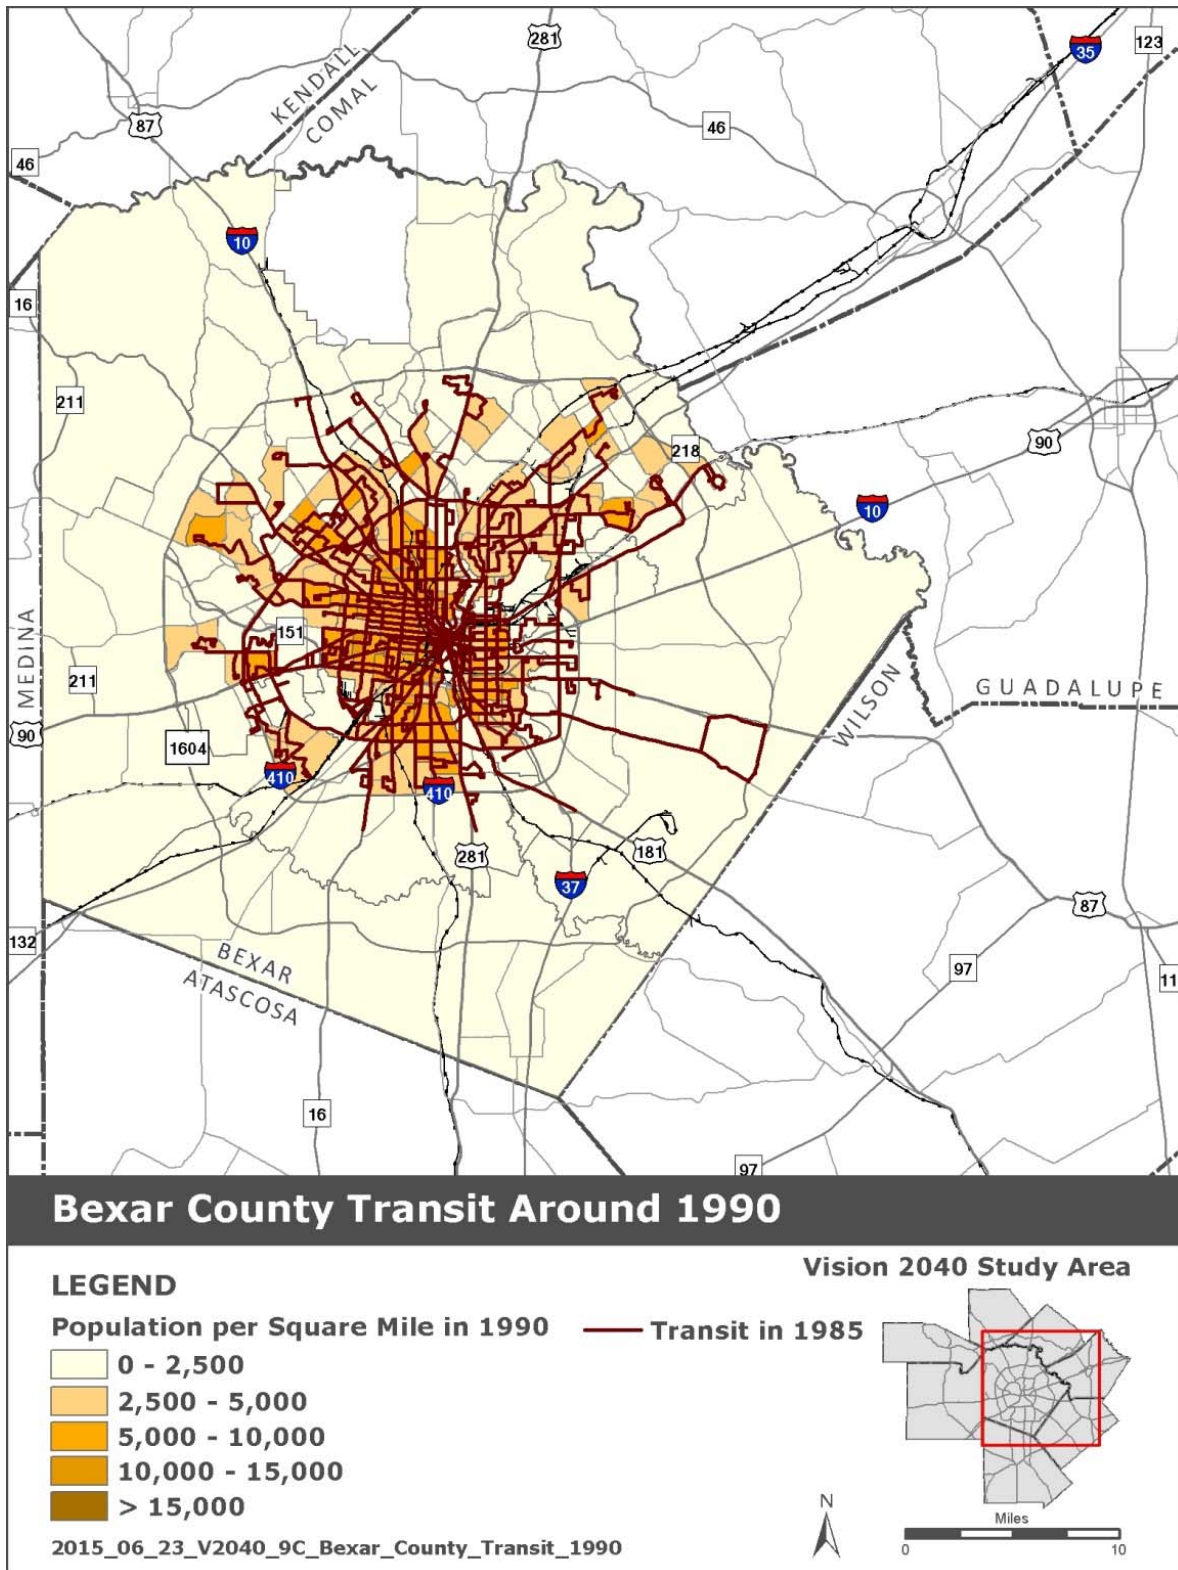 281
35
123
KENDALL
COMAL
87
46
46
10
16
211
218
90
10
MEDINA
151
211
GUADALUPE
WILSON
90
1604
410
410
281
181
37
87
132
97
11
BEXAR
ATASCOSA
16
97
Bexar County Transit Around 1990
Vision 2040 Study Area
LEGEND
Population per Square Mile in 1990
Transit in 1985
0 - 2,500
2,500 - 5,000
5,000 - 10,000
10,000 - 15,000
> 15,000
N
Miles
0 10
2015_06_23_V2040_9C_Bexar_County_Transit_1990